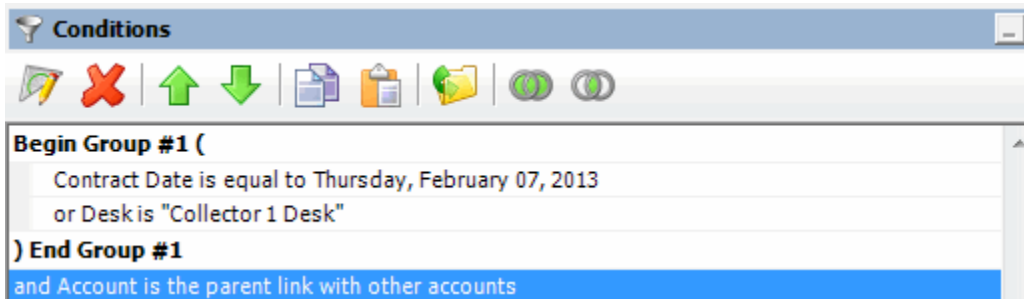 Conditions
Begin Group #1 (
Contract Date is equal to Thursday, February 07, 2013
or Desk is "Collector 1 Desk"
) End Group #1
and Account is the parent link with other accounts